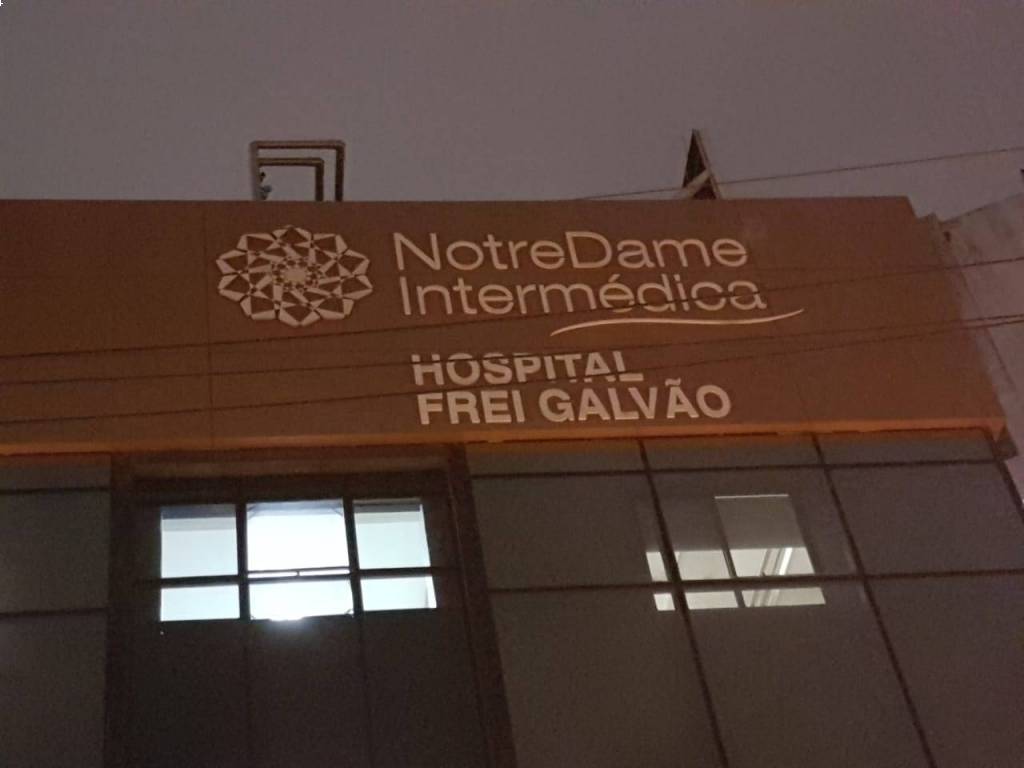 NotreDame
Intermédica
HOSPITAL
FREI GALVÃO